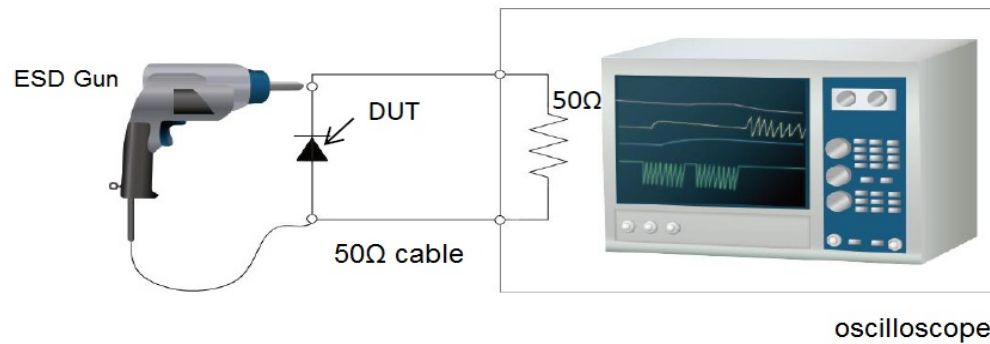 ESD Gun
DUT
50Ω
50Ω cable
oscilloscope